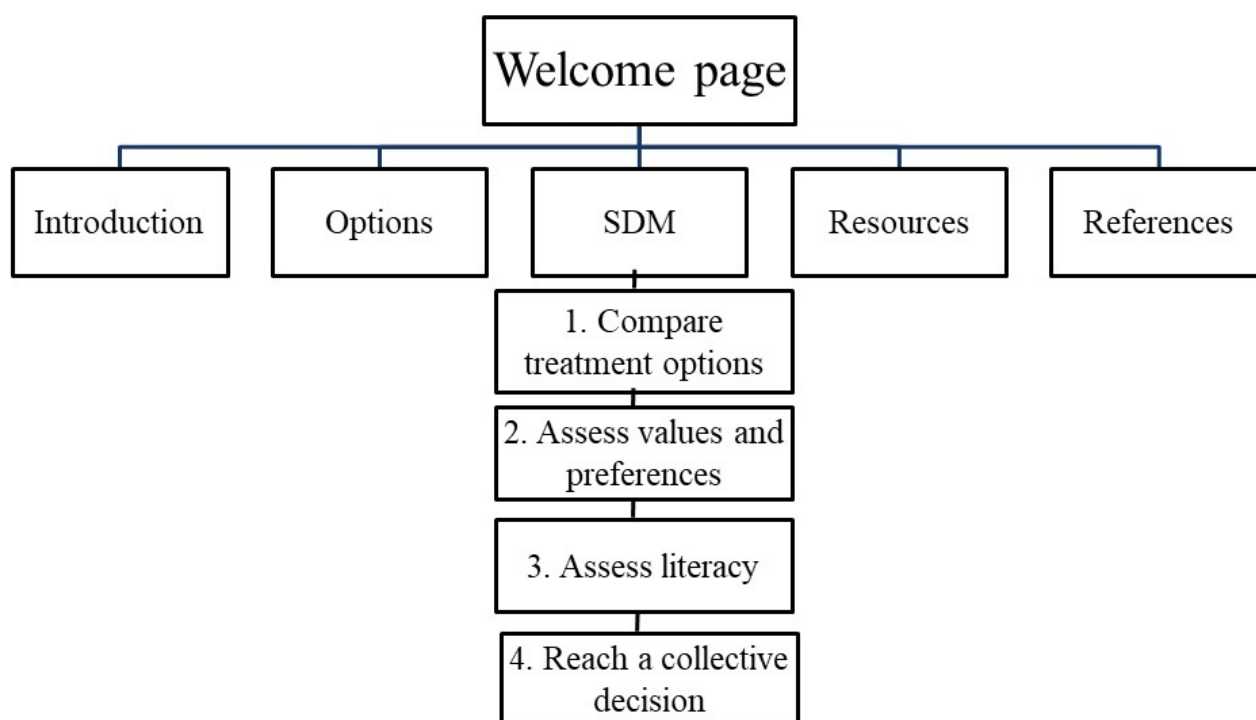 Welcome page
Introduction
Options
SDM
Resources
References
1. Compare
treatment options
2. Assess values and
preferences
3. Assess literacy
4. Reach a collective
decision